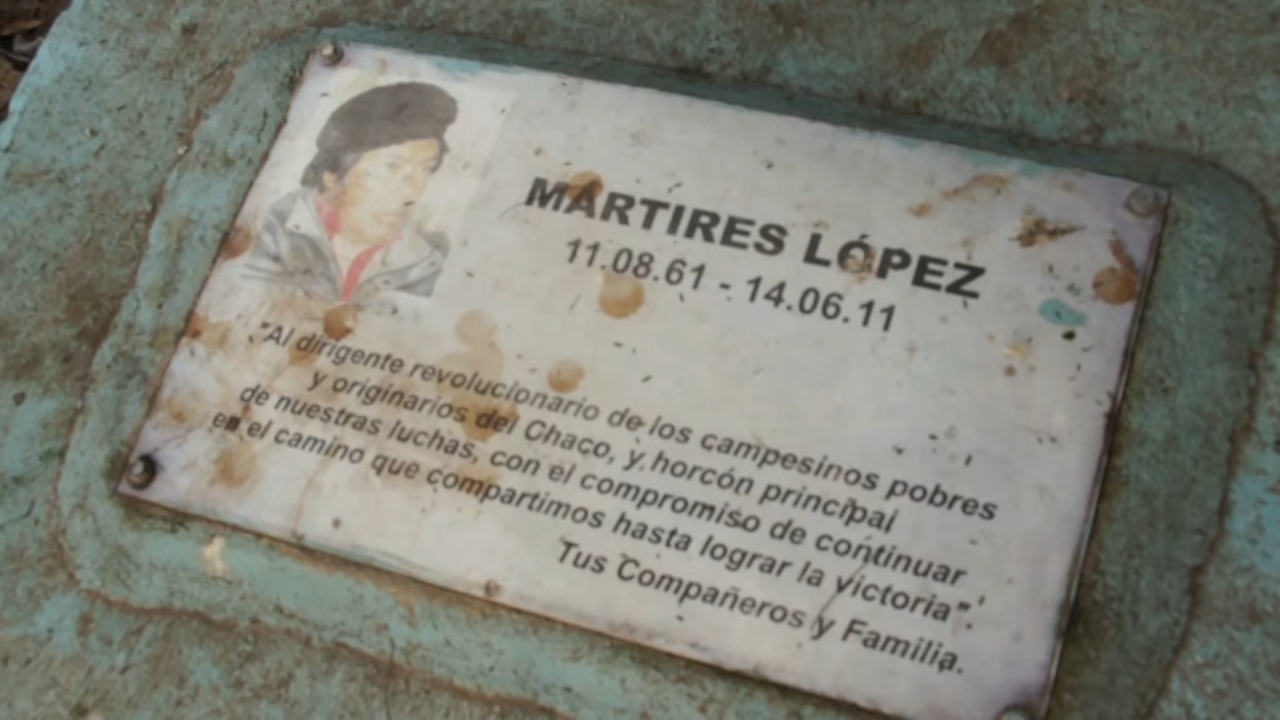 MÁRTIRES LÓPEZ
11.08.61 - 14.06.11
"Al dirigente revolucionario de los campesinos pobres
y originarios del Chaco, y horcón principal
de nuestras luchas, con el compromiso de continuar
en el camino que compartimos hasta lograr la victoria".
Tus Compañeros y Familia.